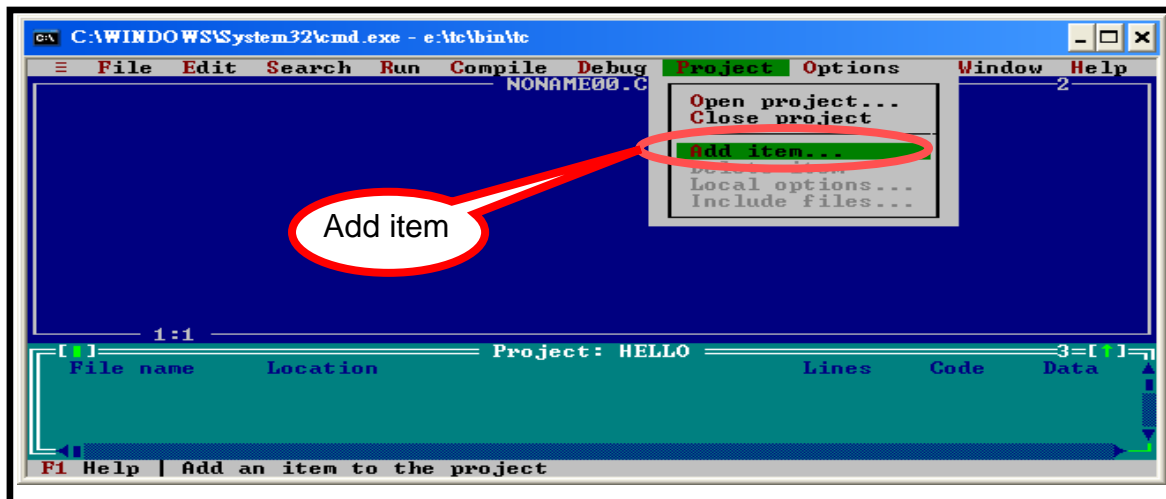 C:\WINDOWS\System32\cmd.exe - e:\tc\bin\tc
≡ File Edit Search Run Compile Debug Project Options Window Help
NONAME00.C 2
Open project...
Close project
Add item...
Delete item
Local options...
Include files...
Add item
1:1
[ ] Project: HELLO 3=[↑]
File name Location Lines Code Data
F1 Help | Add an item to the project